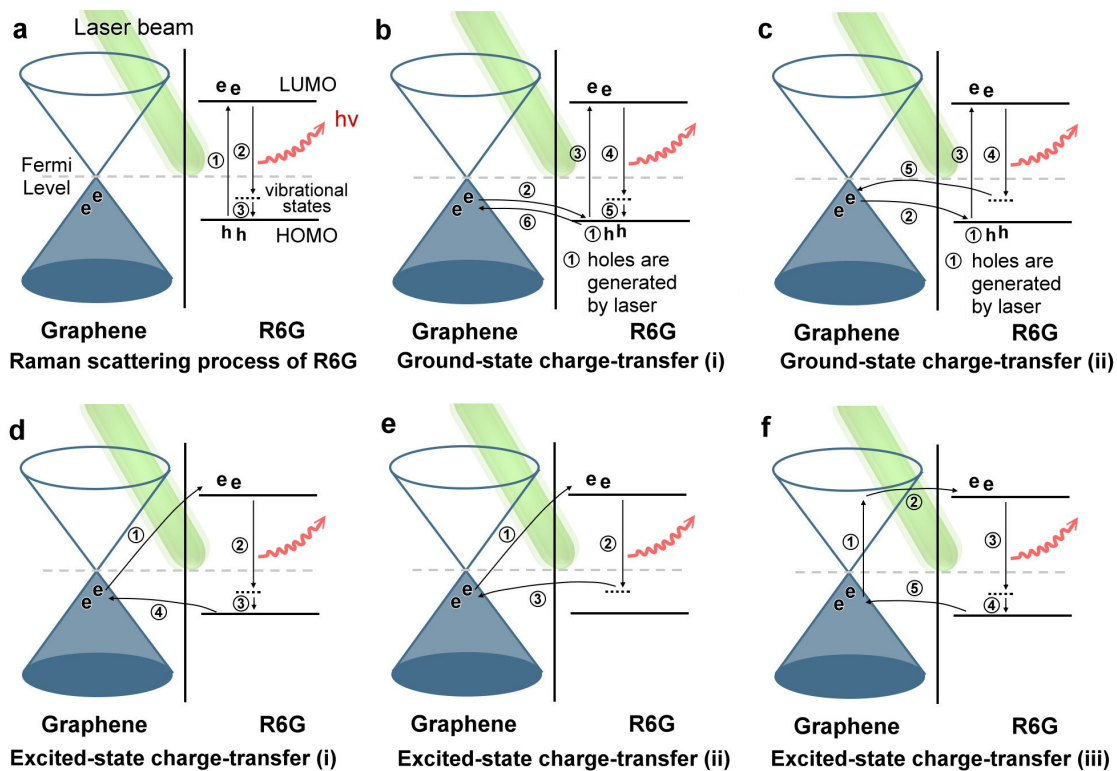 a
Laser beam
e e
LUMO
hv
①
②
Fermi
Level
e
e
vibrational
states
③
h h
HOMO
Graphene
R6G
Raman scattering process of R6G
b
e e
③
④
②
e
e
⑥
⑤
① h h
① holes are
generated
by laser
Graphene
R6G
Ground-state charge-transfer (i)
c
e e
③
④
⑤
e
e
②
① h h
① holes are
generated
by laser
Graphene
R6G
Ground-state charge-transfer (ii)
d
e e
①
②
e
e
③
④
Graphene
R6G
Excited-state charge-transfer (i)
e
e e
①
②
e
e
③
Graphene
R6G
Excited-state charge-transfer (ii)
f
e e
②
①
③
e
e
⑤
④
Graphene
R6G
Excited-state charge-transfer (iii)